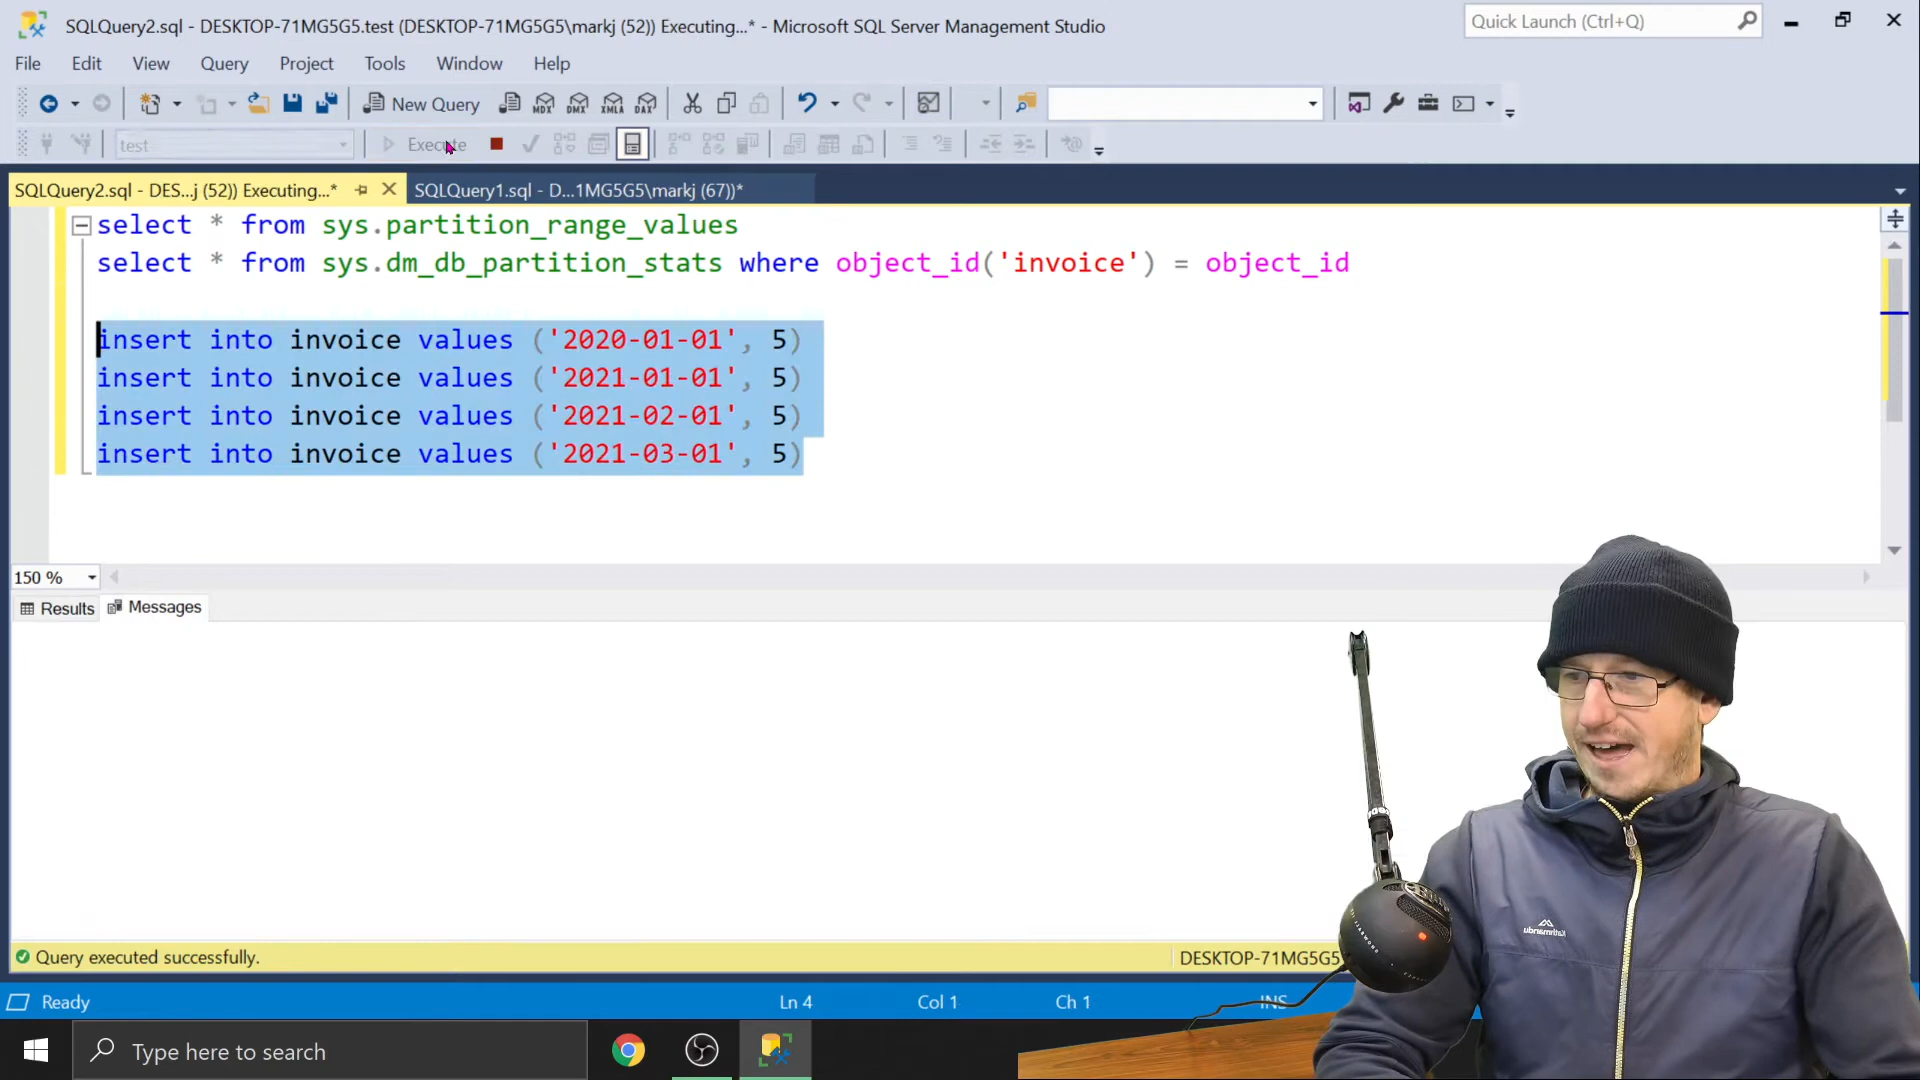 SQLQuery2.sql - DESKTOP-71MG5G5.test (DESKTOP-71MG5G5\markj (52)) Executing...* - Microsoft SQL Server Management Studio
Quick Launch (Ctrl+Q)
File Edit View Query Project Tools Window Help
New Query MDX DMX XMLA DAX
test Execute
SQLQuery2.sql - DES...j (52)) Executing...* SQLQuery1.sql - D...1MG5G5\markj (67))*
select * from sys.partition_range_values
select * from sys.dm_db_partition_stats where object_id('invoice') = object_id
insert into invoice values ('2020-01-01', 5)
insert into invoice values ('2021-01-01', 5)
insert into invoice values ('2021-02-01', 5)
insert into invoice values ('2021-03-01', 5)
150 %
Results Messages
Kathmandu
Query executed successfully. DESKTOP-71MG5G5
Ready Ln 4 Col 1 Ch 1 INS
Type here to search